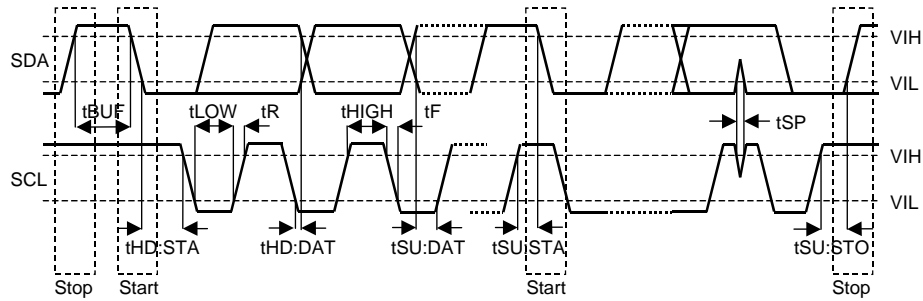 SDA
VIH
VIL
tBUF
tLOW
tR
tHIGH
tF
tSP
SCL
VIH
VIL
tHD:STA
tHD:DAT
tSU:DAT
tSU:STA
tSU:STO
Stop
Start
Start
Stop